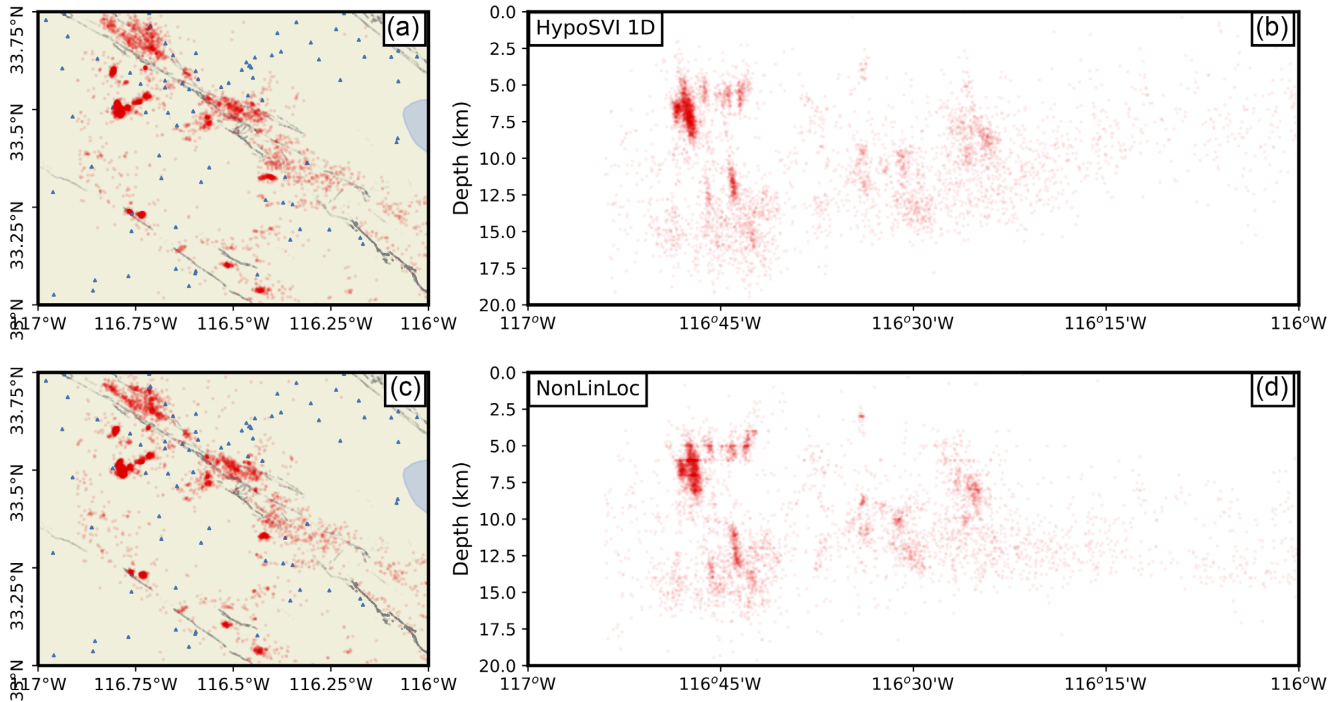 (a)
33.75°N
33.5°N
33.25°N
33°N
117°W
116.75°W
116.5°W
116.25°W
116°W
HypoSVI 1D
(b)
Depth (km)
0.0
2.5
5.0
7.5
10.0
12.5
15.0
17.5
20.0
117°W
116°45'W
116°30'W
116°15'W
116°W
(c)
33.75°N
33.5°N
33.25°N
33°N
117°W
116.75°W
116.5°W
116.25°W
116°W
NonLinLoc
(d)
Depth (km)
0.0
2.5
5.0
7.5
10.0
12.5
15.0
17.5
20.0
117°W
116°45'W
116°30'W
116°15'W
116°W